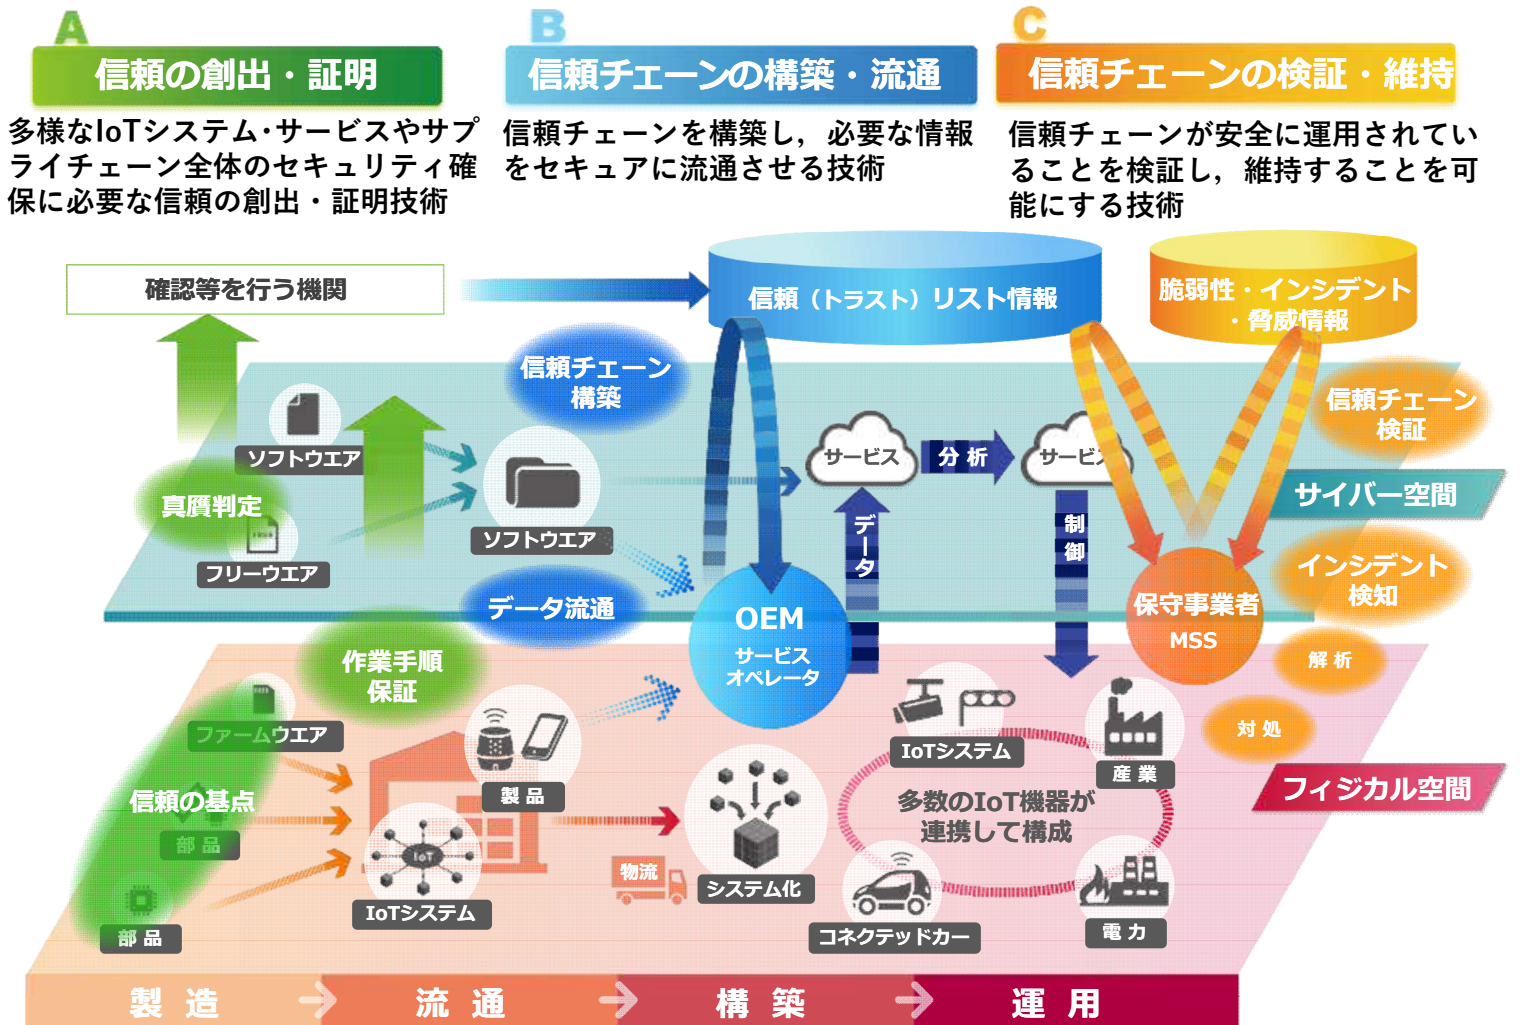 A
信頼の創出・証明
多様なIoTシステム・サービスやサプ
ライチェーン全体のセキュリティ確
保に必要な信頼の創出・証明技術
B
信頼チェーンの構築・流通
信頼チェーンを構築し，必要な情報
をセキュアに流通させる技術
C
信頼チェーンの検証・維持
信頼チェーンが安全に運用されてい
ることを検証し，維持することを可
能にする技術
確認等を行う機関
信頼（トラスト）リスト情報
脆弱性・インシデント
・脅威情報
信頼チェーン
構築
信頼チェーン
検証
ソフトウエア
サービス
分析
サービス
真贋判定
サイバー空間
ソフトウエア
データ
制御
フリーウエア
インシデント
検知
データ流通
OEM
サービス
オペレータ
保守事業者
MSS
作業手順
保証
解析
ファームウエア
対処
IoTシステム
産業
製品
フィジカル空間
信頼の基点
多数のIoT機器が
連携して構成
部品
IoT
物流
システム化
IoTシステム
部品
コネクテッドカー
電力
製造
流通
構築
運用